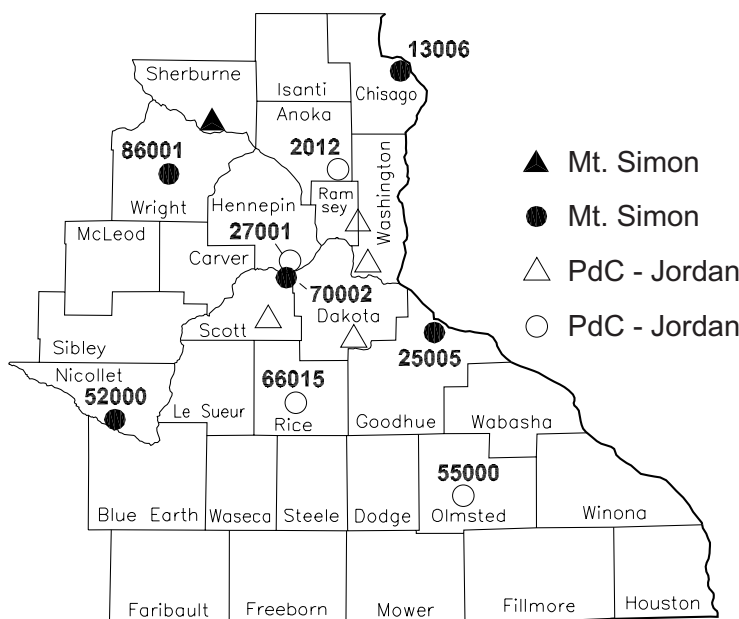 13006
Sherburne
Isanti
Chisago
Anoka
2012
86001
Washington
Ram
sey
Wright
Hennepin
27001
McLeod
Carver
70002
Dakota
Scott
25005
Sibley
Nicollet
52000
66015
Le Sueur
Rice
Goodhue
Wabasha
55000
Blue Earth
Waseca
Steele
Dodge
Olmsted
Winona
Faribault
Freeborn
Mower
Fillmore
Houston
Mt. Simon
Mt. Simon
PdC - Jordan
PdC - Jordan